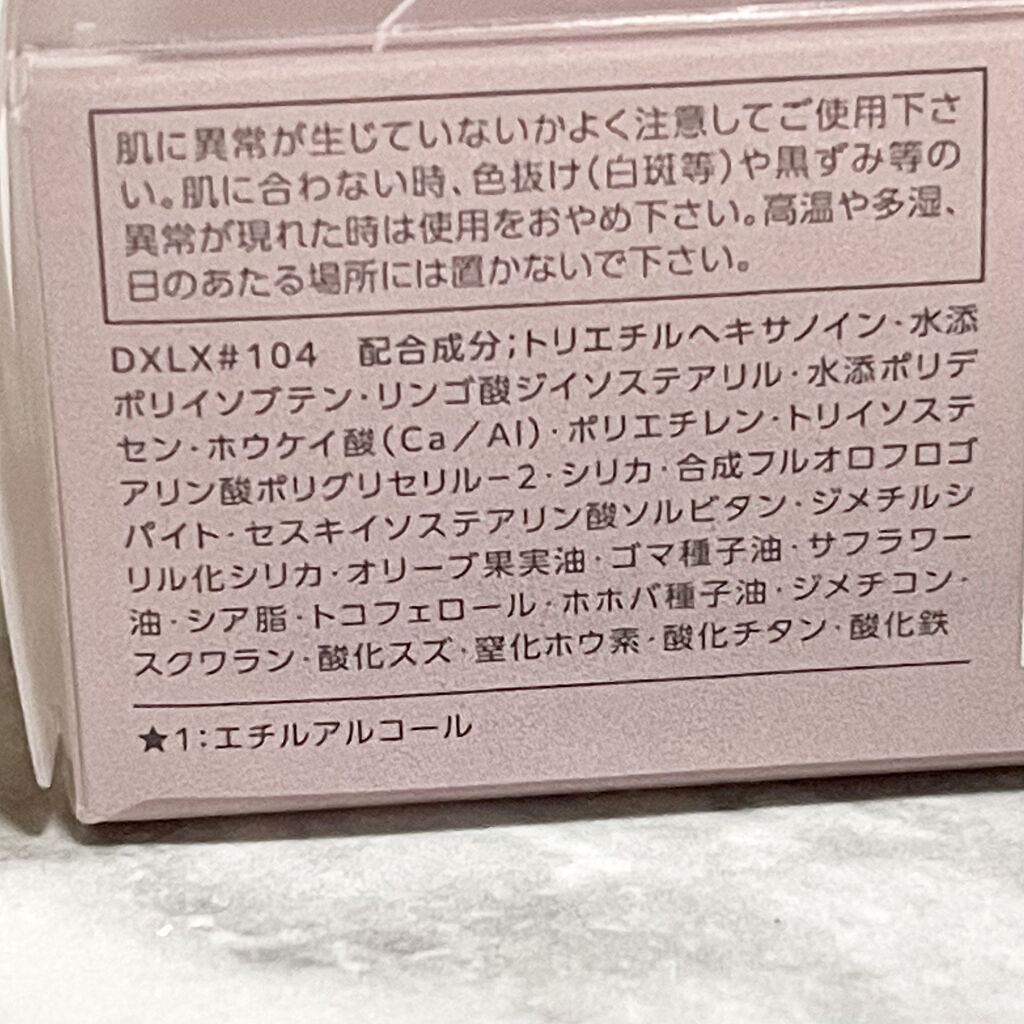 肌に異常が生じていないかよく注意してご使用下さ
い。肌に合わない時、色抜け(白斑等)や黒ずみ等の
異常が現れた時は使用をおやめ下さい。高温や多湿、
日のあたる場所には置かないで下さい。
DXLX#104　配合成分;トリエチルヘキサノイン・水添
ポリイソブテン・リンゴ酸ジイソステアリル・水添ポリデ
セン・ホウケイ酸(Ca／Al)・ポリエチレン・トリイソステ
アリン酸ポリグリセリル－2・シリカ・合成フルオロフロゴ
パイト・セスキイソステアリン酸ソルビタン・ジメチルシ
リル化シリカ・オリーブ果実油・ゴマ種子油・サフラワー
油・シア脂・トコフェロール・ホホバ種子油・ジメチコン・
スクワラン・酸化スズ・窒化ホウ素・酸化チタン・酸化鉄
★1：エチルアルコール